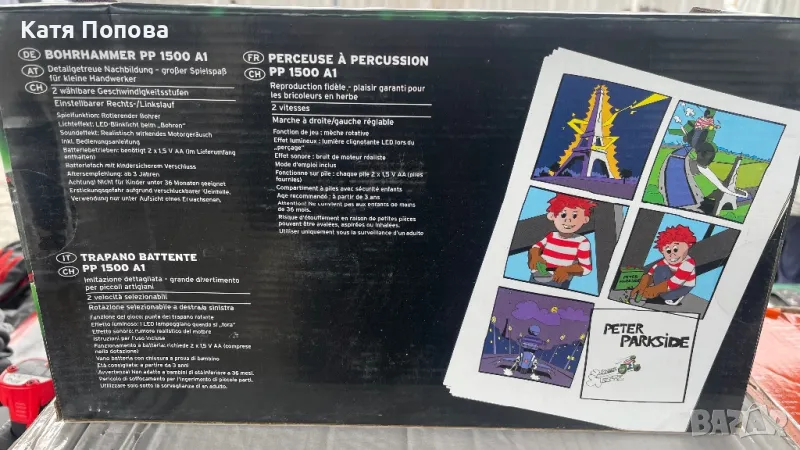 Катя Попова
DE BOHRHAMMER PP 1500 A1
AT Detailgetreue Nachbildung - großer Spielspaß
CH für kleine Handwerker
2 wählbare Geschwindigkeitsstufen
Einstellbarer Rechts-/Linkslauf
Spielfunktion: Rotierender Bohrer
Lichteffekt: LED-Blinklicht beim „Bohren"
Soundeffekt: Realistisch wirkendes Motorgeräusch
Inkl. Bedienungsanleitung
Batteriebetrieben: benötigt 2 x 1,5 V AA (im Lieferumfang
enthalten)
Batteriefach mit kindersicherem Verschluss
Altersempfehlung: ab 3 Jahren
Achtung! Nicht für Kinder unter 36 Monaten geeignet
Erstickungsgefahr aufgrund verschluckbarer Kleinteile.
Verwendung nur unter Aufsicht eines Erwachsenen.
FR PERCEUSE À PERCUSSION
CH PP 1500 A1
Reproduction fidèle - plaisir garanti pour
les bricoleurs en herbe
2 vitesses
Marche à droite/gauche réglable
Fonction de jeu : mèche rotative
Effet lumineux : lumière clignotante LED lors du
„perçage"
Effet sonore : bruit de moteur réaliste
Mode d'emploi inclus
Fonctionne sur pile : chaque pile 2 x 1,5 V AA (piles
fournies)
Compartiment à piles avec sécurité enfants
Age recommandé : à partir de 3 ans
Attention! Ne convient pas aux enfants de moins
de 36 mois.
Risque d'étouffement en raison de petites pièces
pouvant être avalées, aspirées ou inhalées.
Utiliser uniquement sous la surveillance d'un adulto
IT TRAPANO BATTENTE
CH PP 1500 A1
Imitazione dettagliata - grande divertimento
per piccoli artigiani
2 velocità selezionabili
Rotazione selezionabile a destra/a sinistra
Funzione del gioco: punta del trapano rotante
Effetto luminoso: i LED lampeggiano quando si „fora"
Effetto sonoro: rumore realistico del motore
Istruzioni per l'uso incluse
Funzionamento a batteria: richiede 2 x 1,5 V AA (comprese
nella dotazione)
Vano batteria con chiusura a prova di bambino
Età consigliata: a partire da 3 anni
Avvertenza! Non adatto a bambini di età inferiore a 36 mesi.
Pericolo di soffocamento per l'ingerimento di piccole parti.
Utilizzare solo sotto la sorveglianza di un adulto.
PETER
PARKSIDE
BAZAR